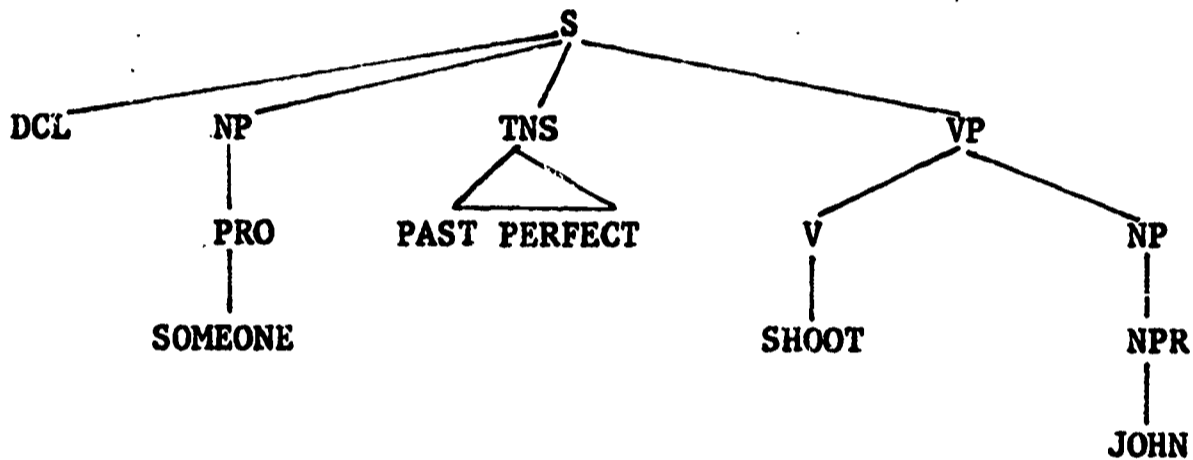 S
DCL NP TNS VP
PRO PAST PERFECT V NP
SOMEONE SHOOT NPR
JOHN